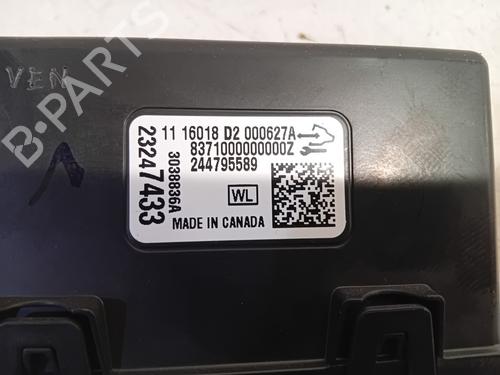 VEN
11 16018 D2 000627A
8371000000000Z
244795589
23247433
3038836A
WL
MADE IN CANADA
B-PARTS